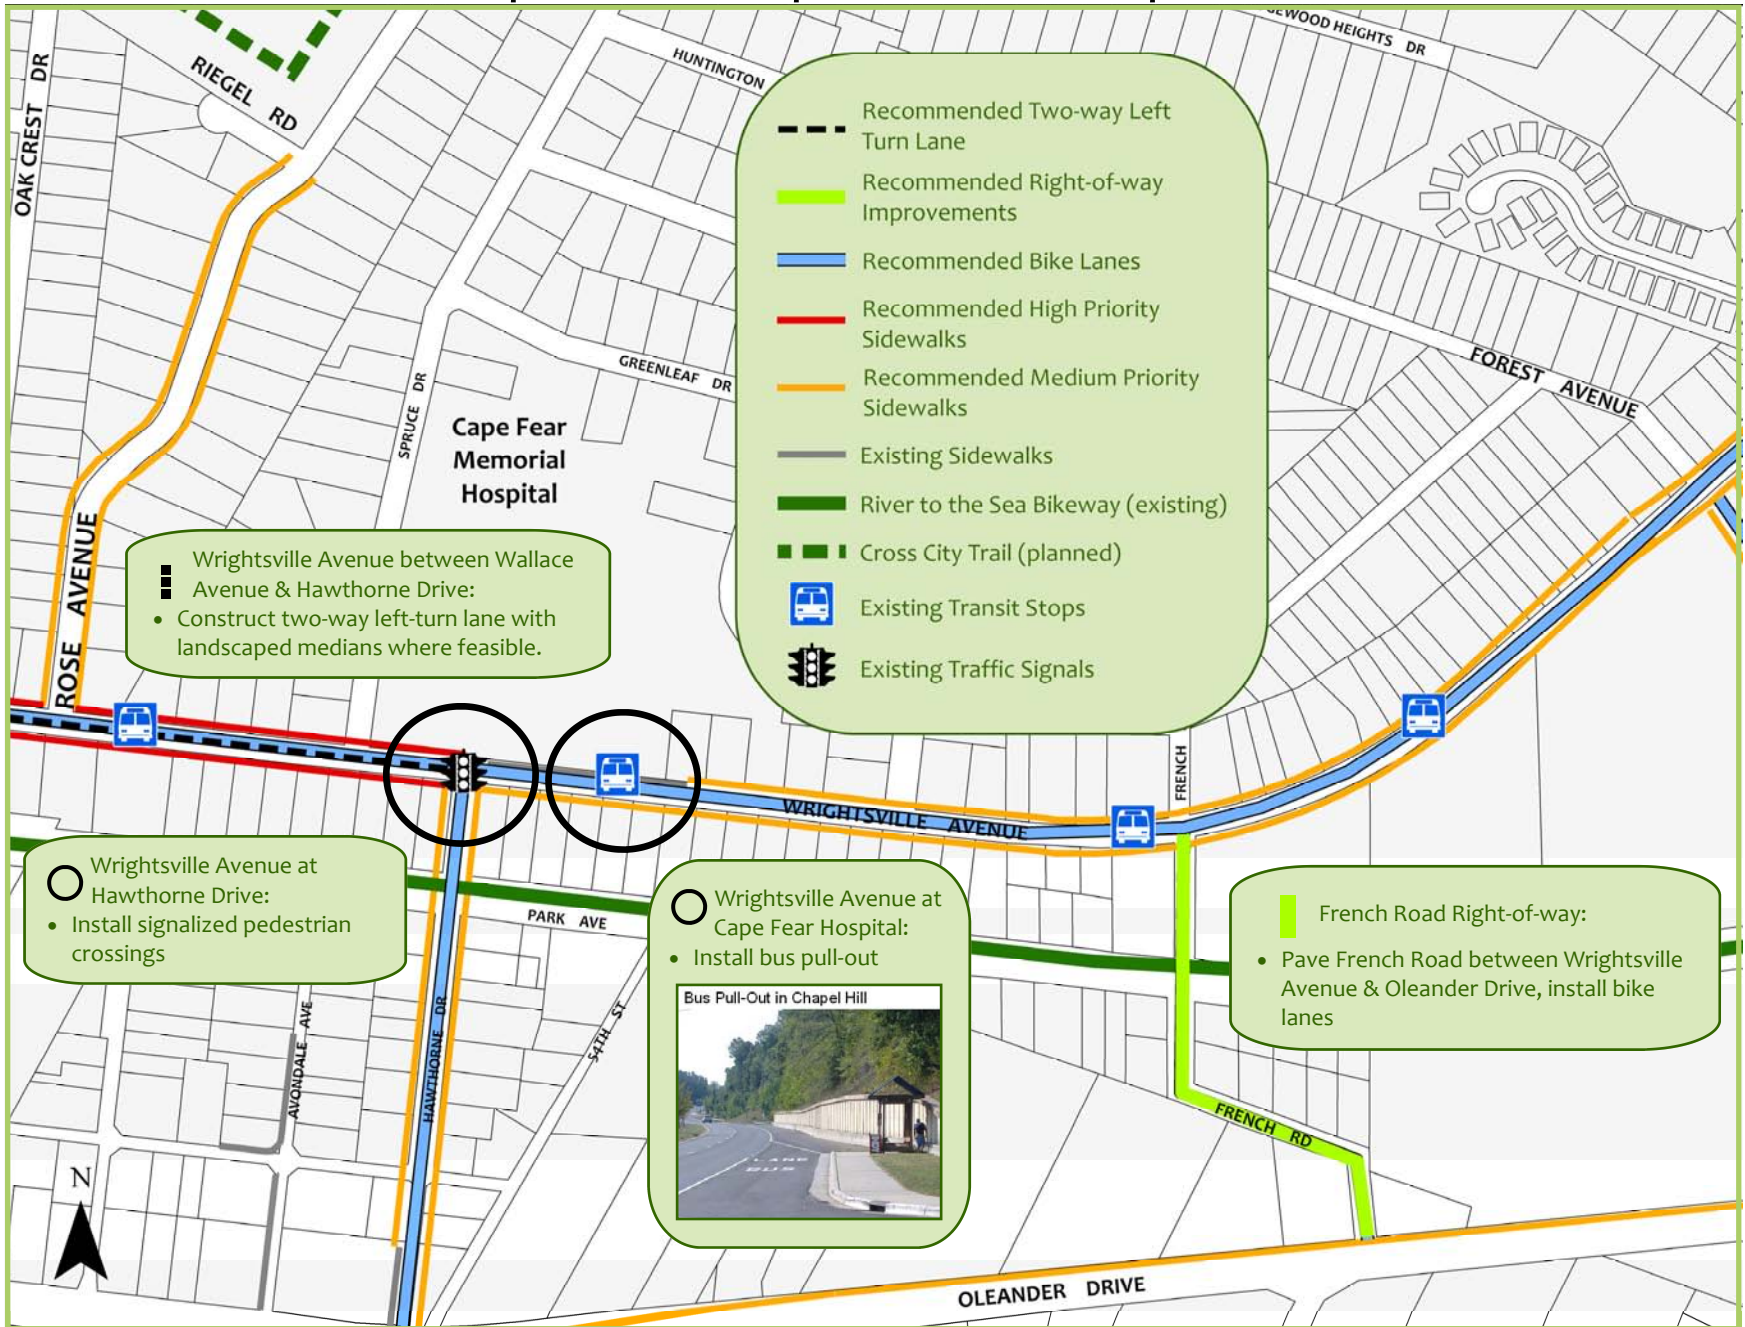 EWOOD HEIGHTS DR
HUNTINGTON
OAK CREST DR
RIEGEL RD
Recommended Two-way Left
Turn Lane
Recommended Right-of-way
Improvements
Recommended Bike Lanes
Recommended High Priority
Sidewalks
Recommended Medium Priority
Sidewalks
Existing Sidewalks
River to the Sea Bikeway (existing)
Cross City Trail (planned)
Existing Transit Stops
Existing Traffic Signals
GREENLEAF DR
SPRUCE DR
FOREST AVENUE
Cape Fear
Memorial
Hospital
ROSE AVENUE
Wrightsville Avenue between Wallace
Avenue & Hawthorne Drive:
• Construct two-way left-turn lane with
landscaped medians where feasible.
FRENCH
WRIGHTSVILLE AVENUE
Wrightsville Avenue at
Hawthorne Drive:
• Install signalized pedestrian
crossings
PARK AVE
Wrightsville Avenue at
Cape Fear Hospital:
• Install bus pull-out
Bus Pull-Out in Chapel Hill
LANE
BUS
French Road Right-of-way:
• Pave French Road between Wrightsville
Avenue & Oleander Drive, install bike
lanes
AVONDALE AVE
HAWTHORNE DR
54TH ST
FRENCH RD
N
OLEANDER DRIVE